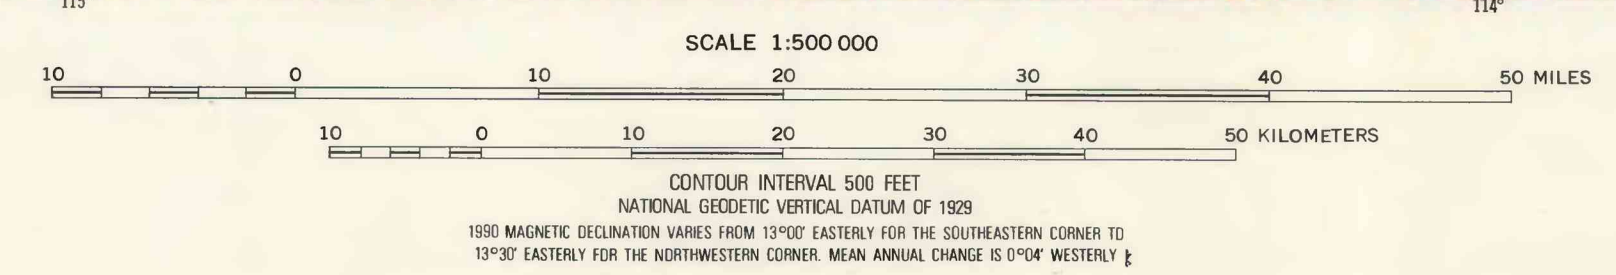 115 114°
SCALE 1:500 000
10 0 10 20 30 40 50 MILES
10 0 10 20 30 40 50 KILOMETERS
CONTOUR INTERVAL 500 FEET
NATIONAL GEODETIC VERTICAL DATUM OF 1929
1990 MAGNETIC DECLINATION VARIES FROM 13°00' EASTERLY FOR THE SOUTHEASTERN CORNER TO
13°30' EASTERLY FOR THE NORTHWESTERN CORNER. MEAN ANNUAL CHANGE IS 0°04' WESTERLY